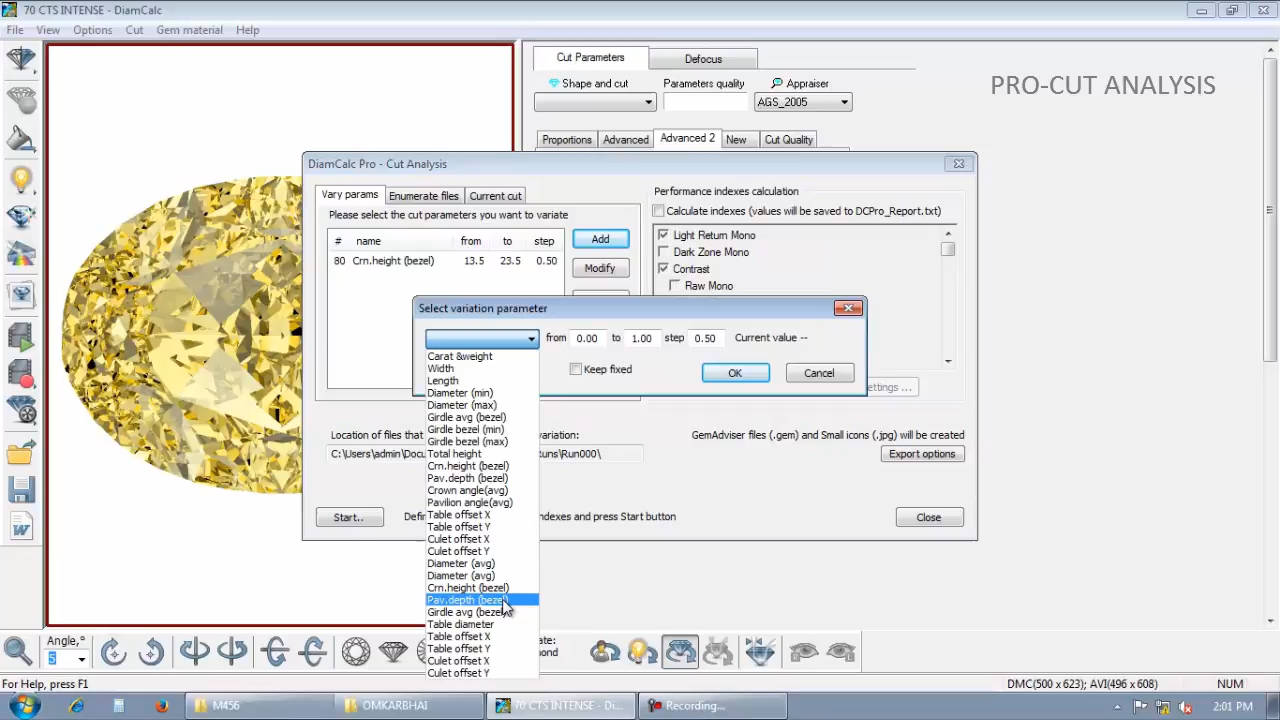 70 CTS INTENSE - DiamCalc
File View Options Cut Gem material Help
Cut Parameters Defocus
PRO-CUT ANALYSIS
Shape and cut Parameters quality Appraiser
AGS_2005
Proportions Advanced Advanced 2 New Cut Quality
DiamCalc Pro - Cut Analysis
Vary params Enumerate files Current cut
Performance indexes calculation
Please select the cut parameters you want to variate
Calculate indexes (values will be saved to DCPro_Report.txt)
# name from to step
Add
Light Return Mono
80 Crn.height (bezel) 13.5 23.5 0.50
Modify
Dark Zone Mono
Contrast
Raw Mono
Select variation parameter
from 0.00 to 1.00 step 0.50 Current value --
Keep fixed
OK
Cancel
Carat &weight
Width
Length
Diameter (min)
Diameter (max)
Girdle avg (bezel)
Girdle bezel (min)
Girdle bezel (max)
Total height
Crn.height (bezel)
Pav.depth (bezel)
Crown angle(avg)
Pavilion angle(avg)
Table offset X
Table offset Y
Culet offset X
Culet offset Y
Diameter (avg)
Diameter (avg)
Crn.height (bezel)
Pav.depth (bezel)
Girdle avg (bezel)
Table diameter
Table offset X
Table offset Y
Culet offset X
Culet offset Y
ettings ...
Location of files that
variation:
GemAdviser files (.gem) and Small icons (.jpg) will be created
C:\Users\admin\Docu
Runs\Run000\
Export options
Start..
Defin
ndexes and press Start button
Close
Angle,°
5
ate:
mond
For Help, press F1
DMC(500 x 623); AVI(496 x 608)
NUM
M456
OMKARBHAI
70 CTS INTENSE - Di...
Recording...
2:01 PM